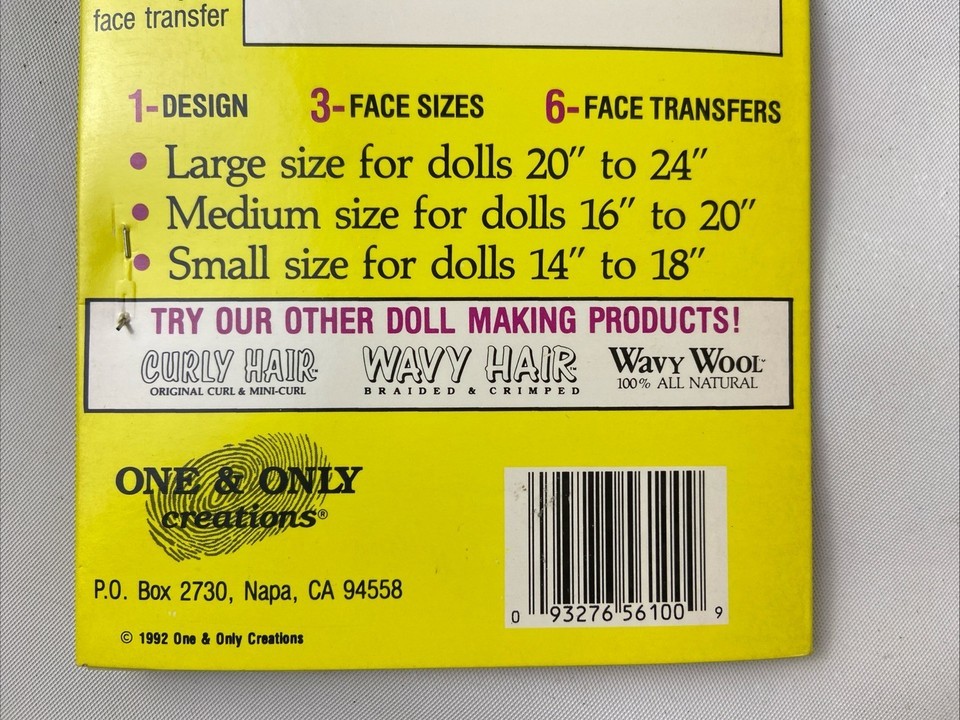 face transfer
1-DESIGN 3-FACE SIZES 6-FACE TRANSFERS
• Large size for dolls 20″ to 24″
• Medium size for dolls 16″ to 20″
• Small size for dolls 14″ to 18″
TRY OUR OTHER DOLL MAKING PRODUCTS!
CURLY HAIR™ WAVY HAIR™ WAVY WOOL™
ORIGINAL CURL & MINI-CURL BRAIDED & CRIMPED 100% ALL NATURAL
ONE & ONLY
creations®
P.O. Box 2730, Napa, CA 94558
0 93276 56100 9
© 1992 One & Only Creations